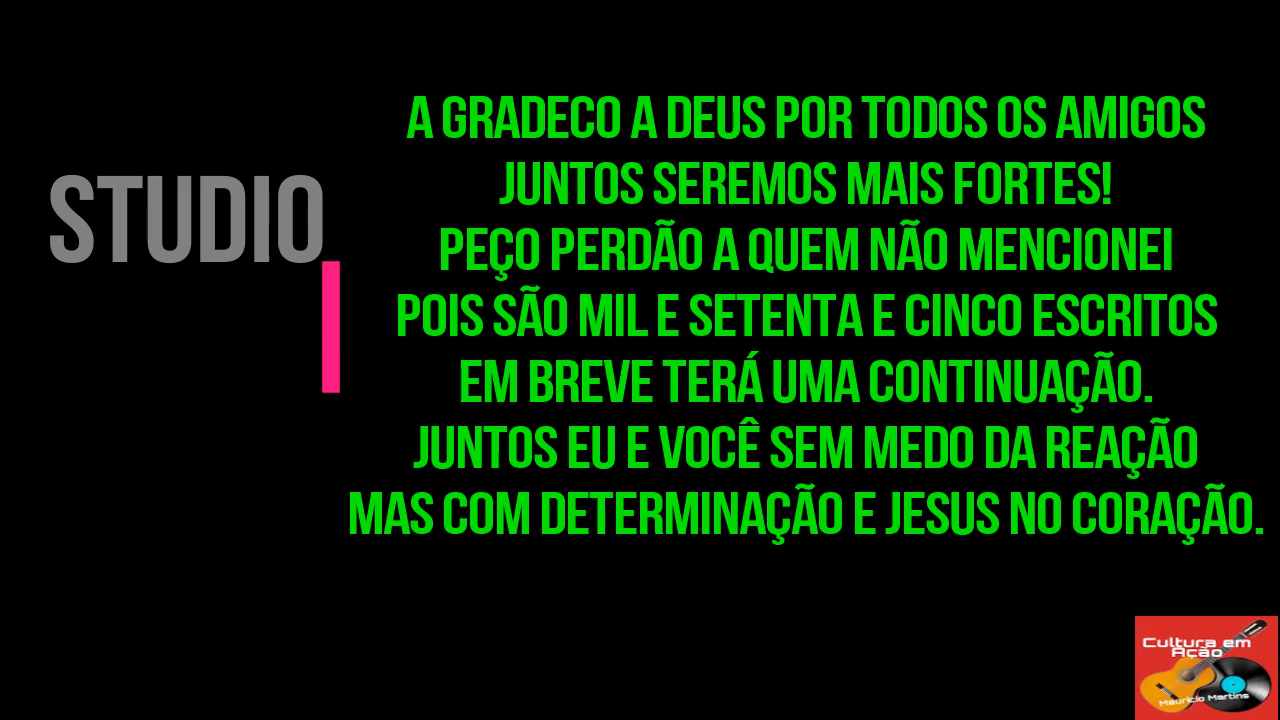 STUDIO
A GRADECO A DEUS POR TODOS OS AMIGOS
JUNTOS SEREMOS MAIS FORTES!
PEÇO PERDÃO A QUEM NÃO MENCIONEI
POIS SÃO MIL E SETENTA E CINCO ESCRITOS
EM BREVE TERÁ UMA CONTINUAÇÃO.
JUNTOS EU E VOCÊ SEM MEDO DA REAÇÃO
MAS COM DETERMINAÇÃO E JESUS NO CORAÇÃO.
Cultura em
Ação
Mauricio Martins